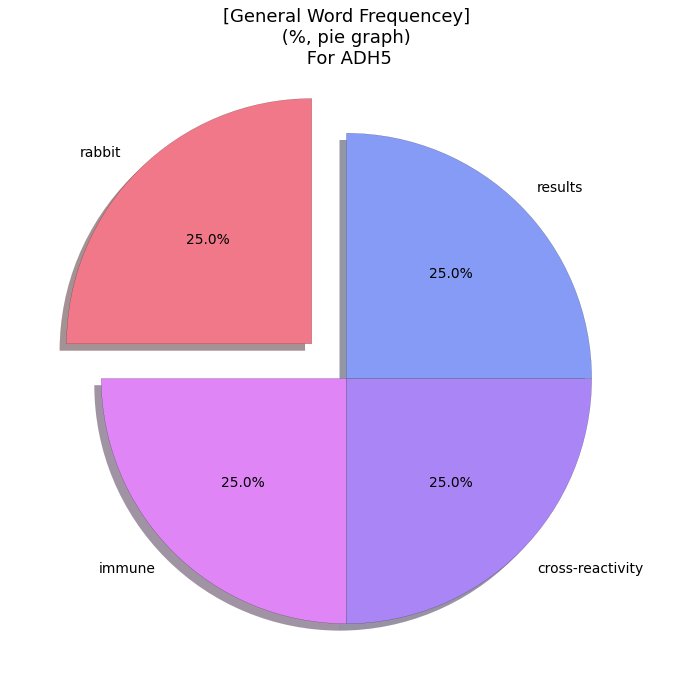 [General Word Frequencey]
(%, pie graph)
For ADH5
rabbit
results
25.0%
25.0%
25.0%
25.0%
immune
cross-reactivity